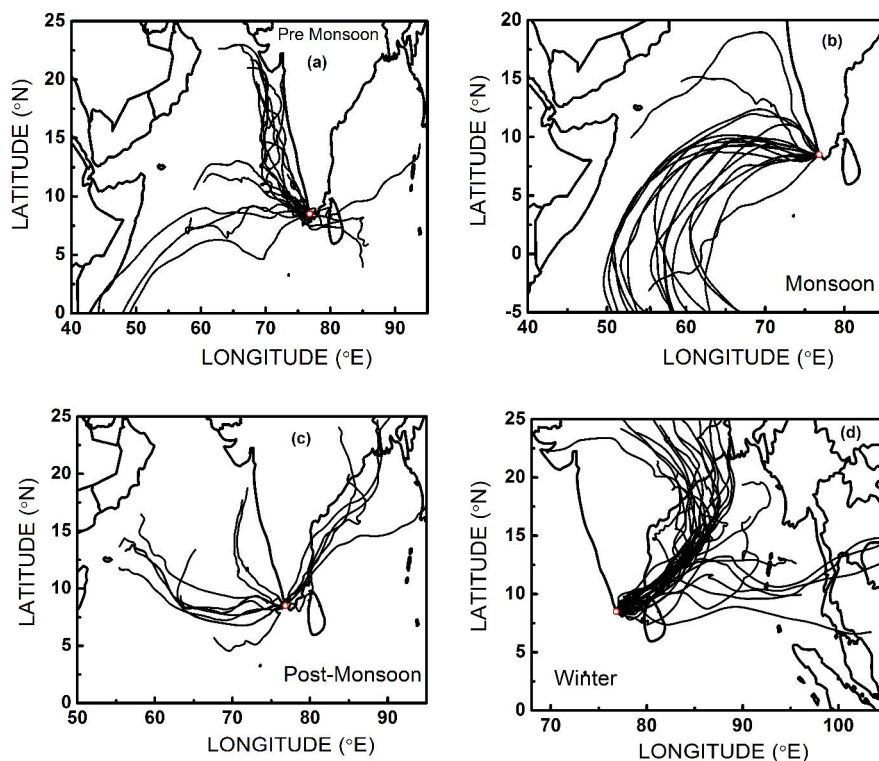 Pre Monsoon
(a)
25
20
15
10
5
0
LATITUDE (°N)
40 50 60 70 80 90
LONGITUDE (°E)
(b)
20
15
10
5
0
-5
LATITUDE (°N)
Monsoon
40 50 60 70 80
LONGITUDE (°E)
(c)
25
20
15
10
5
0
LATITUDE (°N)
Post-Monsoon
50 60 70 80 90
LONGITUDE (°E)
(d)
25
20
15
10
5
0
LATITUDE (°N)
Winter
70 80 90 100
LONGITUDE (°E)